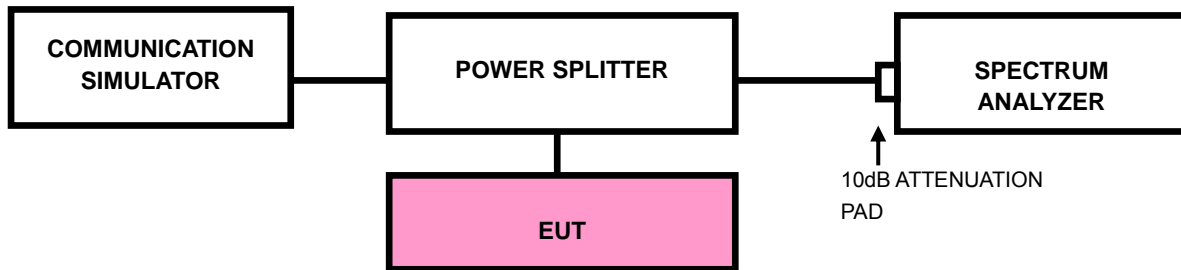 COMMUNICATION
SIMULATOR
POWER SPLITTER
SPECTRUM
ANALYZER
10dB ATTENUATION
PAD
EUT